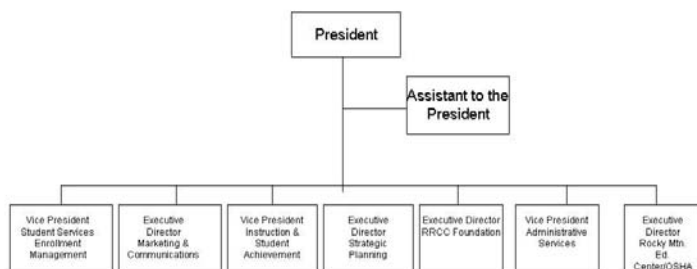 President
Assistant to the
President
Vice President
Student Services
Enrollment
Management
Executive
Director
Marketing &
Communications
Vice President
Instruction &
Student
Achievement
Executive
Director
Strategic
Planning
Executive Director
RRCC Foundation
Vice President
Administrative
Services
Executive
Director
Rocky Mtn.
Ed.
Center/OSHA